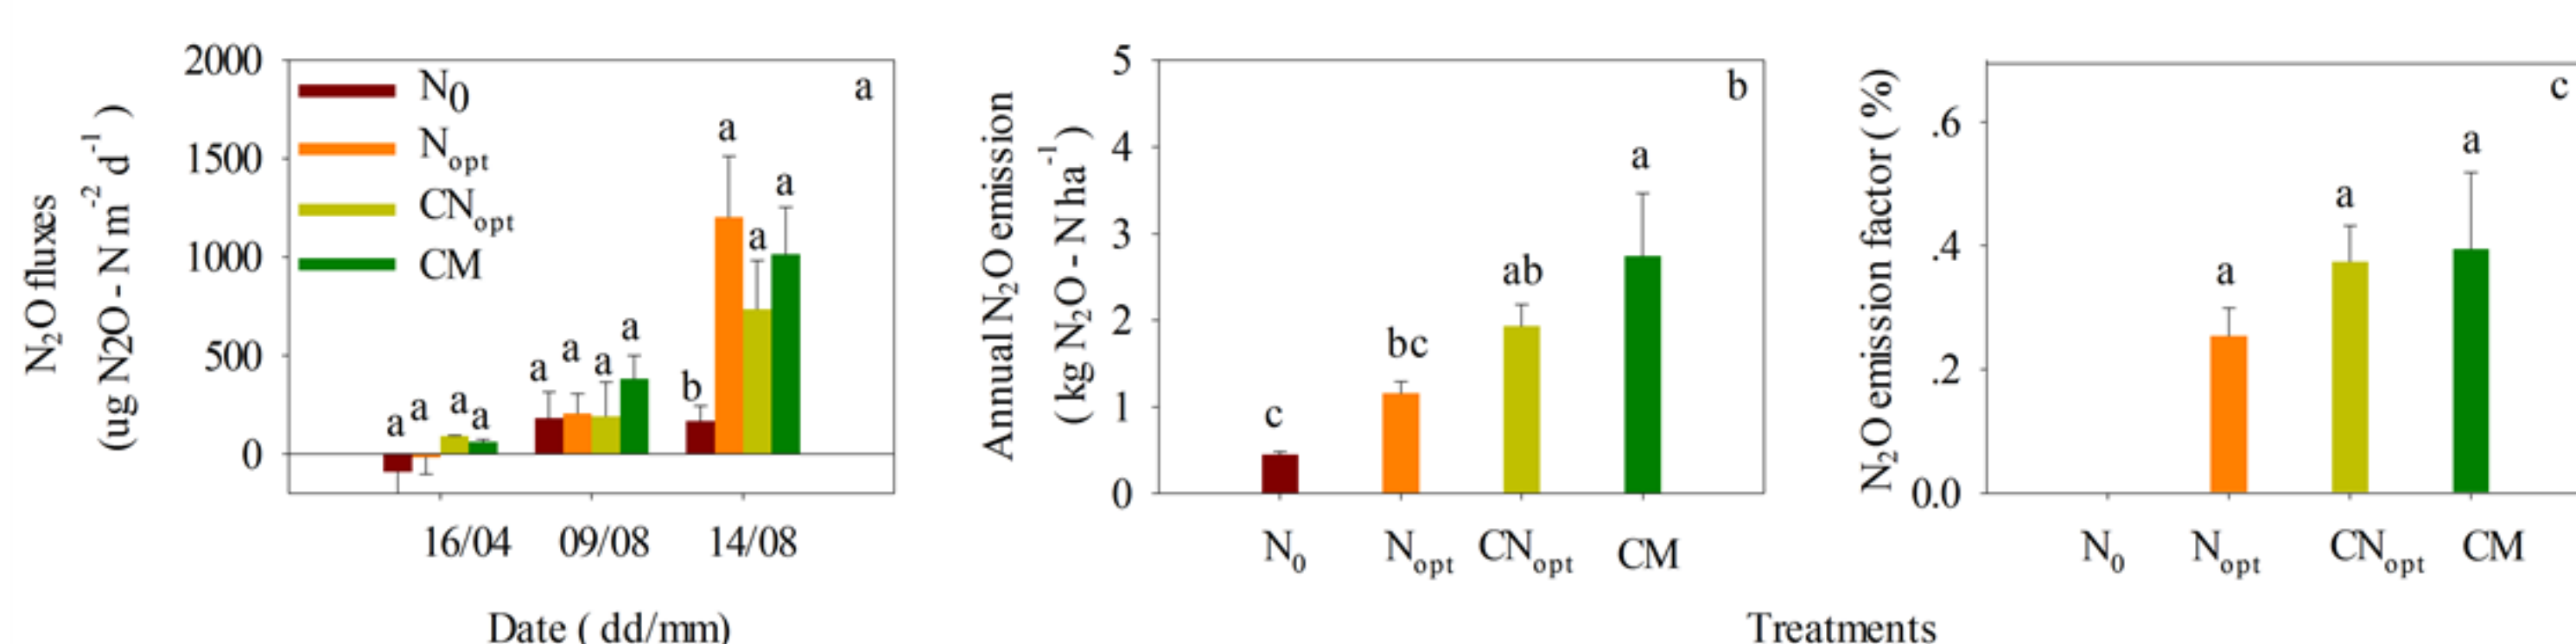 N₂O fluxes
(ug N2O - N m⁻² d⁻¹ )
2000
1500
1000
500
0
N0
Nopt
CNopt
CM
a
a a a a
a a a a
b a a a
16/04 09/08 14/08
Date ( dd/mm)
Annual N₂O emission
( kg N₂O - N ha⁻¹ )
5
4
3
2
1
0
b
c bc ab a
N₀ Nopt CNopt CM
N₂O emission factor ( %)
.6
.4
.2
0.0
c
a a a
N₀ Nopt CNopt CM
Treatments